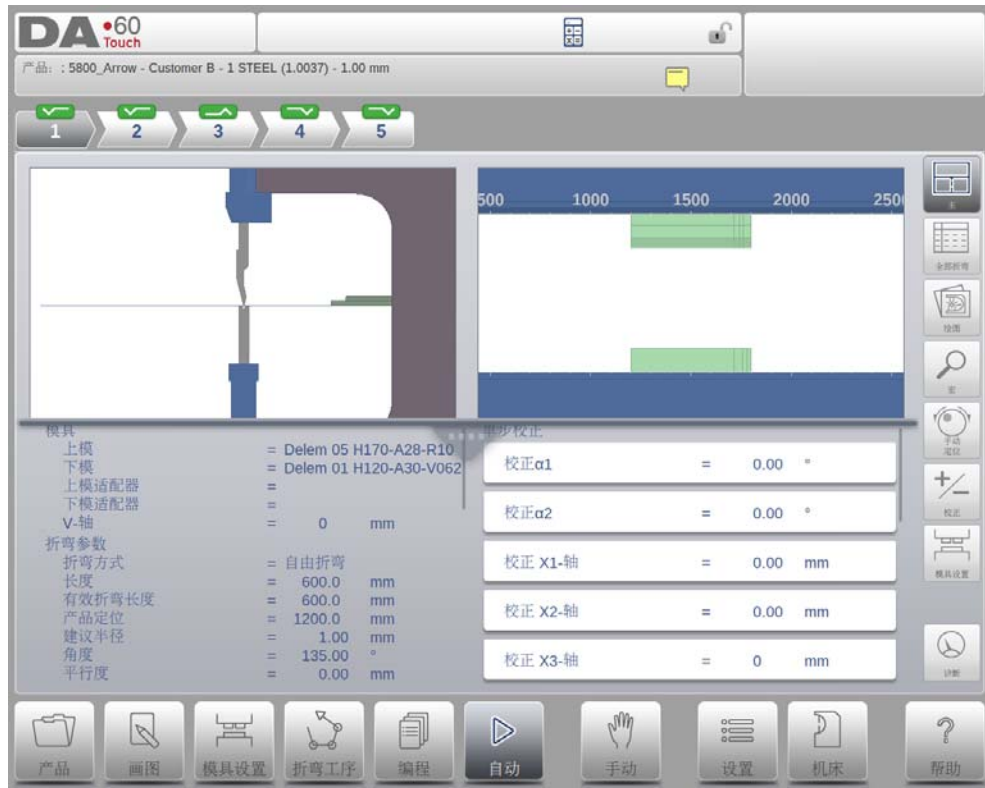 DA•60
Touch
产品: : 5800_Arrow - Customer B - 1 STEEL (1.0037) - 1.00 mm
1 2 3 4 5
500 1000 1500 2000 2500
主
全部折弯
绘图
宏
手动
定位
校正
模具设置
诊断
模具
上模 = Delem 05 H170-A28-R10
下模 = Delem 01 H120-A30-V062
上模适配器 =
下模适配器 =
V-轴 = 0 mm
折弯参数
折弯方式 = 自由折弯
长度 = 600.0 mm
有效折弯长度 = 600.0 mm
产品定位 = 1200.0 mm
建议半径 = 1.00 mm
角度 = 135.00 °
平行度 = 0.00 mm
单步校正
校正α1 = 0.00 °
校正α2 = 0.00 °
校正 X1-轴 = 0.00 mm
校正 X2-轴 = 0.00 mm
校正 X3-轴 = 0 mm
产品 画图 模具设置 折弯工序 编程 自动 手动 设置 机床 帮助